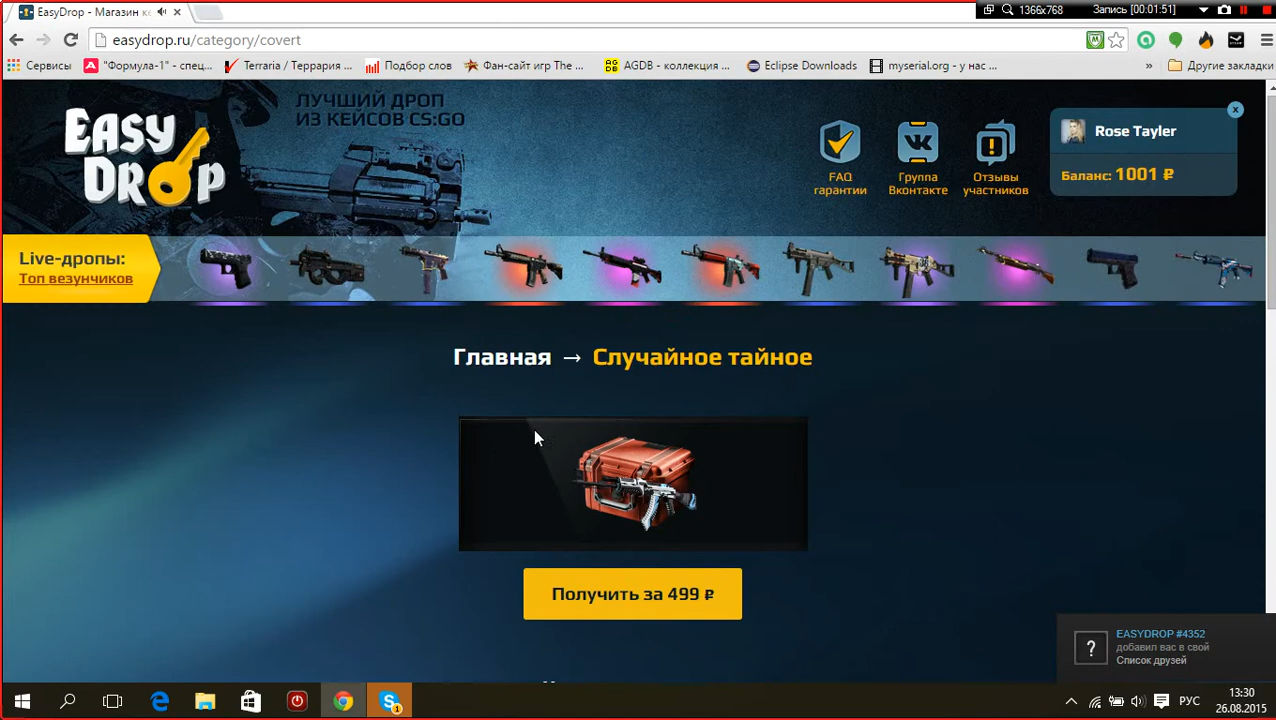 EasyDrop - Магазин ке
1366x768
Запись [00:01:51]
easydrop.ru/category/covert
Сервисы
"Формула-1" - спец...
Terraria / Террария ...
Подбор слов
Фан-сайт игр The ...
AGDB - коллекция ...
Eclipse Downloads
myserial.org - у нас ...
»
Другие закладки
EASY DROP
ЛУЧШИЙ ДРОП
ИЗ КЕЙСОВ CS:GO
FAQ
гарантии
Группа
Вконтакте
Отзывы
участников
Rose Tayler
Баланс: 1001 ₽
Live-дропы:
Топ везунчиков
Главная → Случайное тайное
Получить за 499 ₽
EASYDROP #4352
добавил вас в свой
Список друзей
1
РУС
13:30
26.08.2015